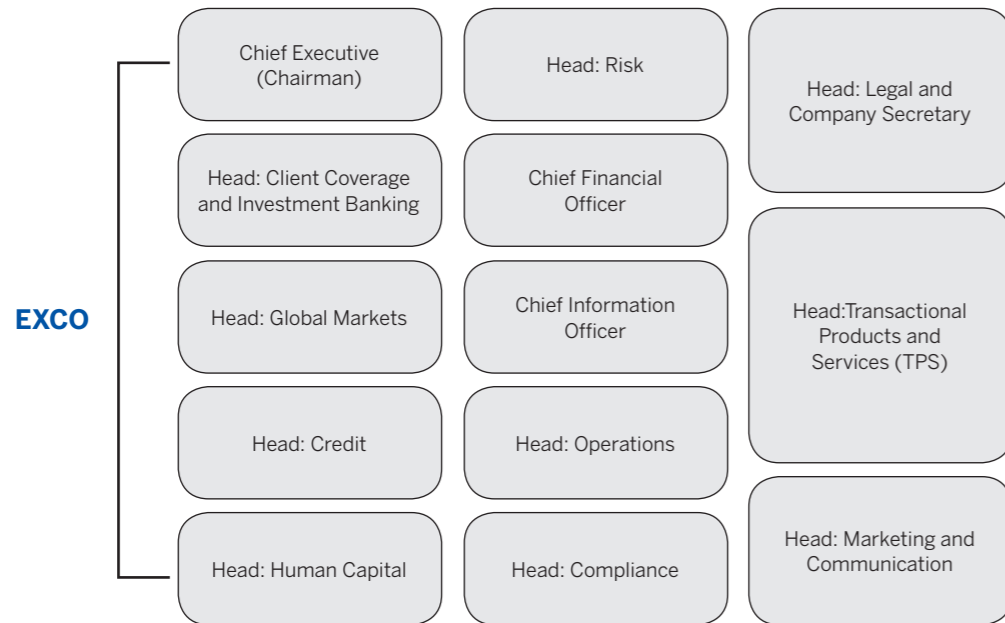 EXCO
Chief Executive
(Chairman)
Head: Client Coverage
and Investment Banking
Head: Global Markets
Head: Credit
Head: Human Capital
Head: Risk
Chief Financial
Officer
Chief Information
Officer
Head: Operations
Head: Compliance
Head: Legal and
Company Secretary
Head:Transactional
Products and
Services (TPS)
Head: Marketing and
Communication